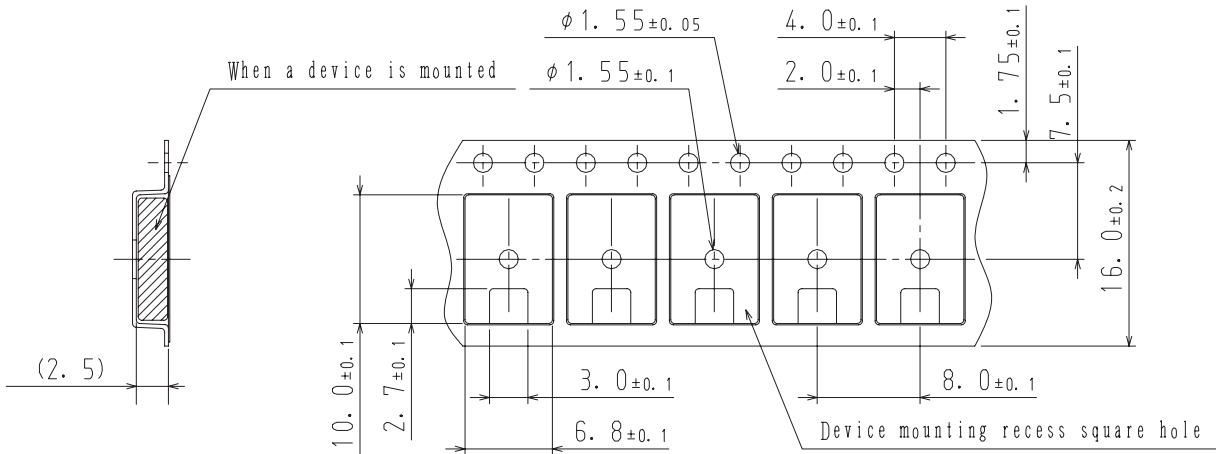 φ1.55±0.05
4.0±0.1
When a device is mounted
φ1.55±0.1
2.0±0.1
1.75±0.1
7.5±0.1
16.0±0.2
(2.5)
10.0±0.1
2.7±0.1
3.0±0.1
8.0±0.1
6.8±0.1
Device mounting recess square hole